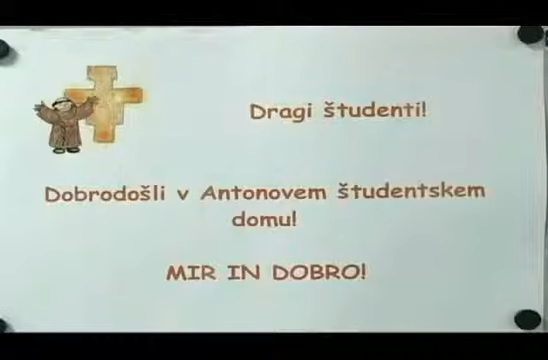 Dragi študenti!
Dobrodošli v Antonovem študentskem
domu!
MIR IN DOBRO!